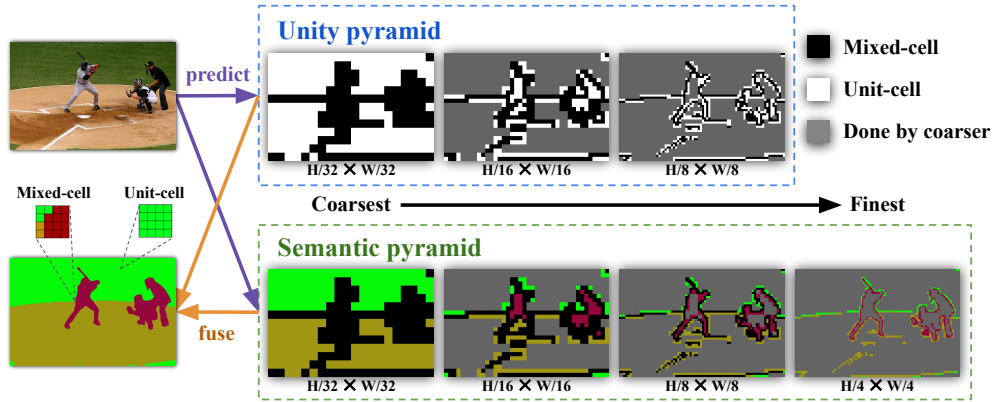 Unity pyramid
Mixed-cell
Unit-cell
Done by coarser
predict
H/32 × W/32
H/16 × W/16
H/8 × W/8
Mixed-cell
Unit-cell
Coarsest
Finest
Semantic pyramid
fuse
H/32 × W/32
H/16 × W/16
H/8 × W/8
H/4 × W/4